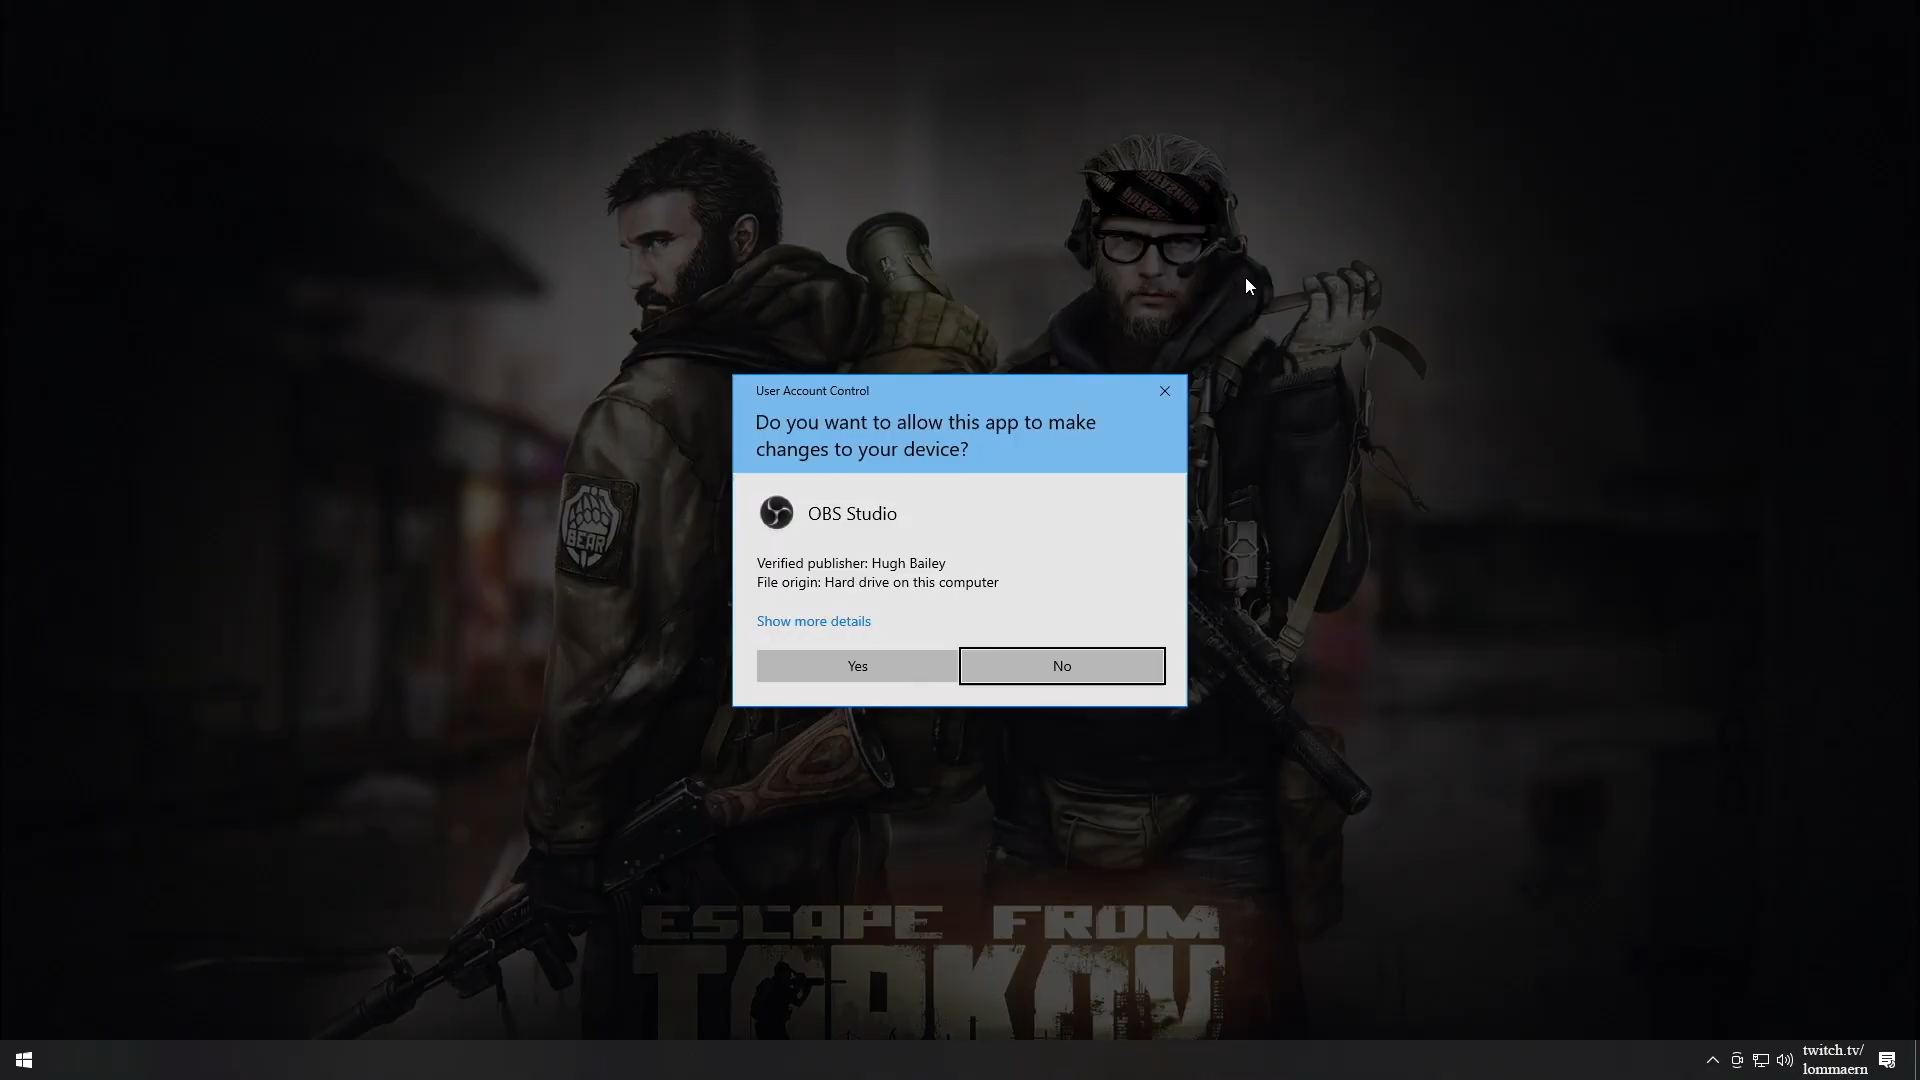 User Account Control
Do you want to allow this app to make
changes to your device?
OBS Studio
Verified publisher: Hugh Bailey
File origin: Hard drive on this computer
Show more details
Yes
No
BEAR
ESCAPE FROM
TARKOV
twitch.tv/
lommaern